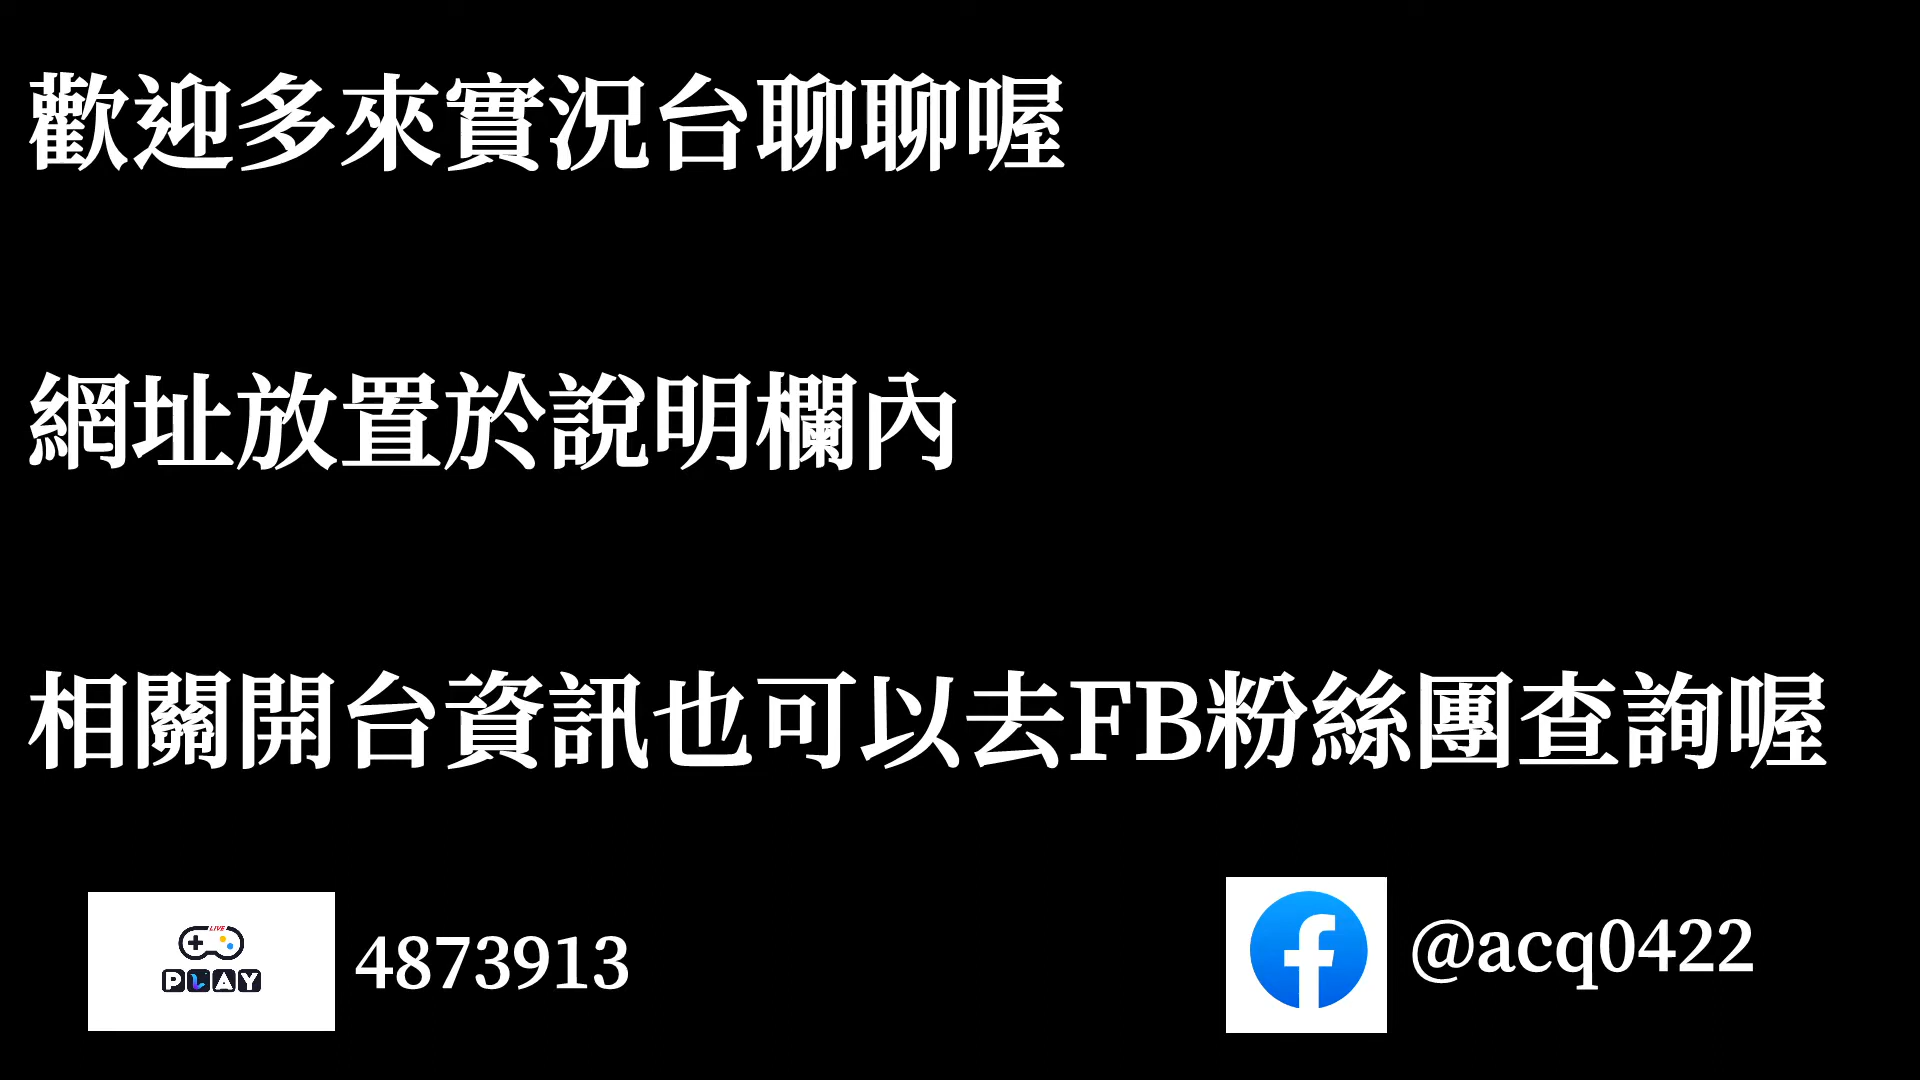 歡迎多來實況台聊聊喔
網址放置於說明欄內
相關開台資訊也可以去FB粉絲團查詢喔
LIVE
PLAY
4873913
@acq0422